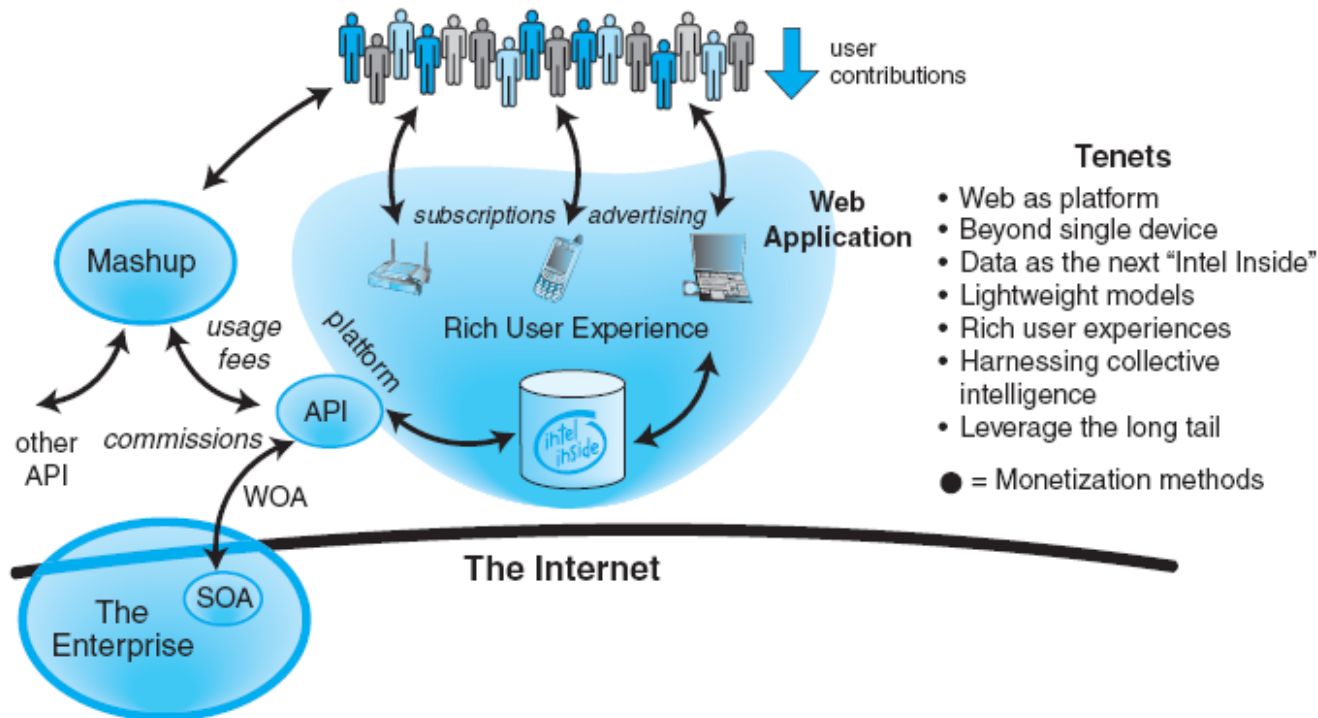 user
contributions
Tenets
• Web as platform
• Beyond single device
• Data as the next “Intel Inside”
• Lightweight models
• Rich user experiences
• Harnessing collective
intelligence
• Leverage the long tail
● = Monetization methods
subscriptions
advertising
Web
Application
Mashup
Rich User Experience
usage
fees
platform
API
intel
inside
other
API
commissions
WOA
The Internet
SOA
The
Enterprise